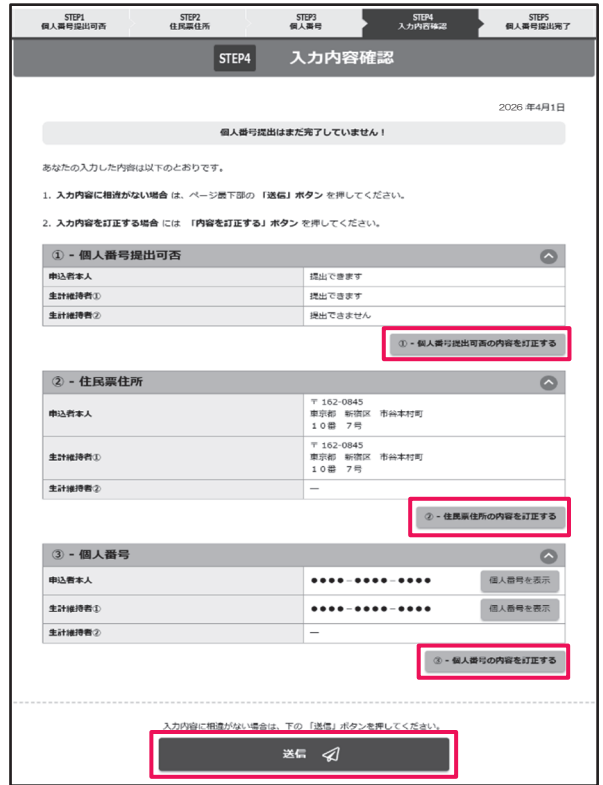 STEP1 STEP2 STEP3 STEP4 STEP5
個人番号提出可否 住民票住所 個人番号 入力内容確認 個人番号提出完了
STEP4 入力内容確認
2026 年4月1日
個人番号提出はまだ完了していません！
あなたの入力した内容は以下のとおりです。
1. 入力内容に相違がない場合 は、ページ最下部の 「送信」ボタン を押してください。
2. 入力内容を訂正する場合 には 「内容を訂正する」ボタン を押してください。
① - 個人番号提出可否
申込者本人 提出できます
生計維持者① 提出できます
生計維持者② 提出できません
① - 個人番号提出可否の内容を訂正する
② - 住民票住所
申込者本人 〒 162-0845
東京都 新宿区 市谷本村町
１０番 ７号
生計維持者① 〒 162-0845
東京都 新宿区 市谷本村町
１０番 ７号
生計維持者② ―
② - 住民票住所の内容を訂正する
③ - 個人番号
申込者本人 ●●●●－●●●●－●●●● 個人番号を表示
生計維持者① ●●●●－●●●●－●●●● 個人番号を表示
生計維持者② ―
③ - 個人番号の内容を訂正する
入力内容に相違がない場合は、下の 「送信」ボタンを押してください。
送信